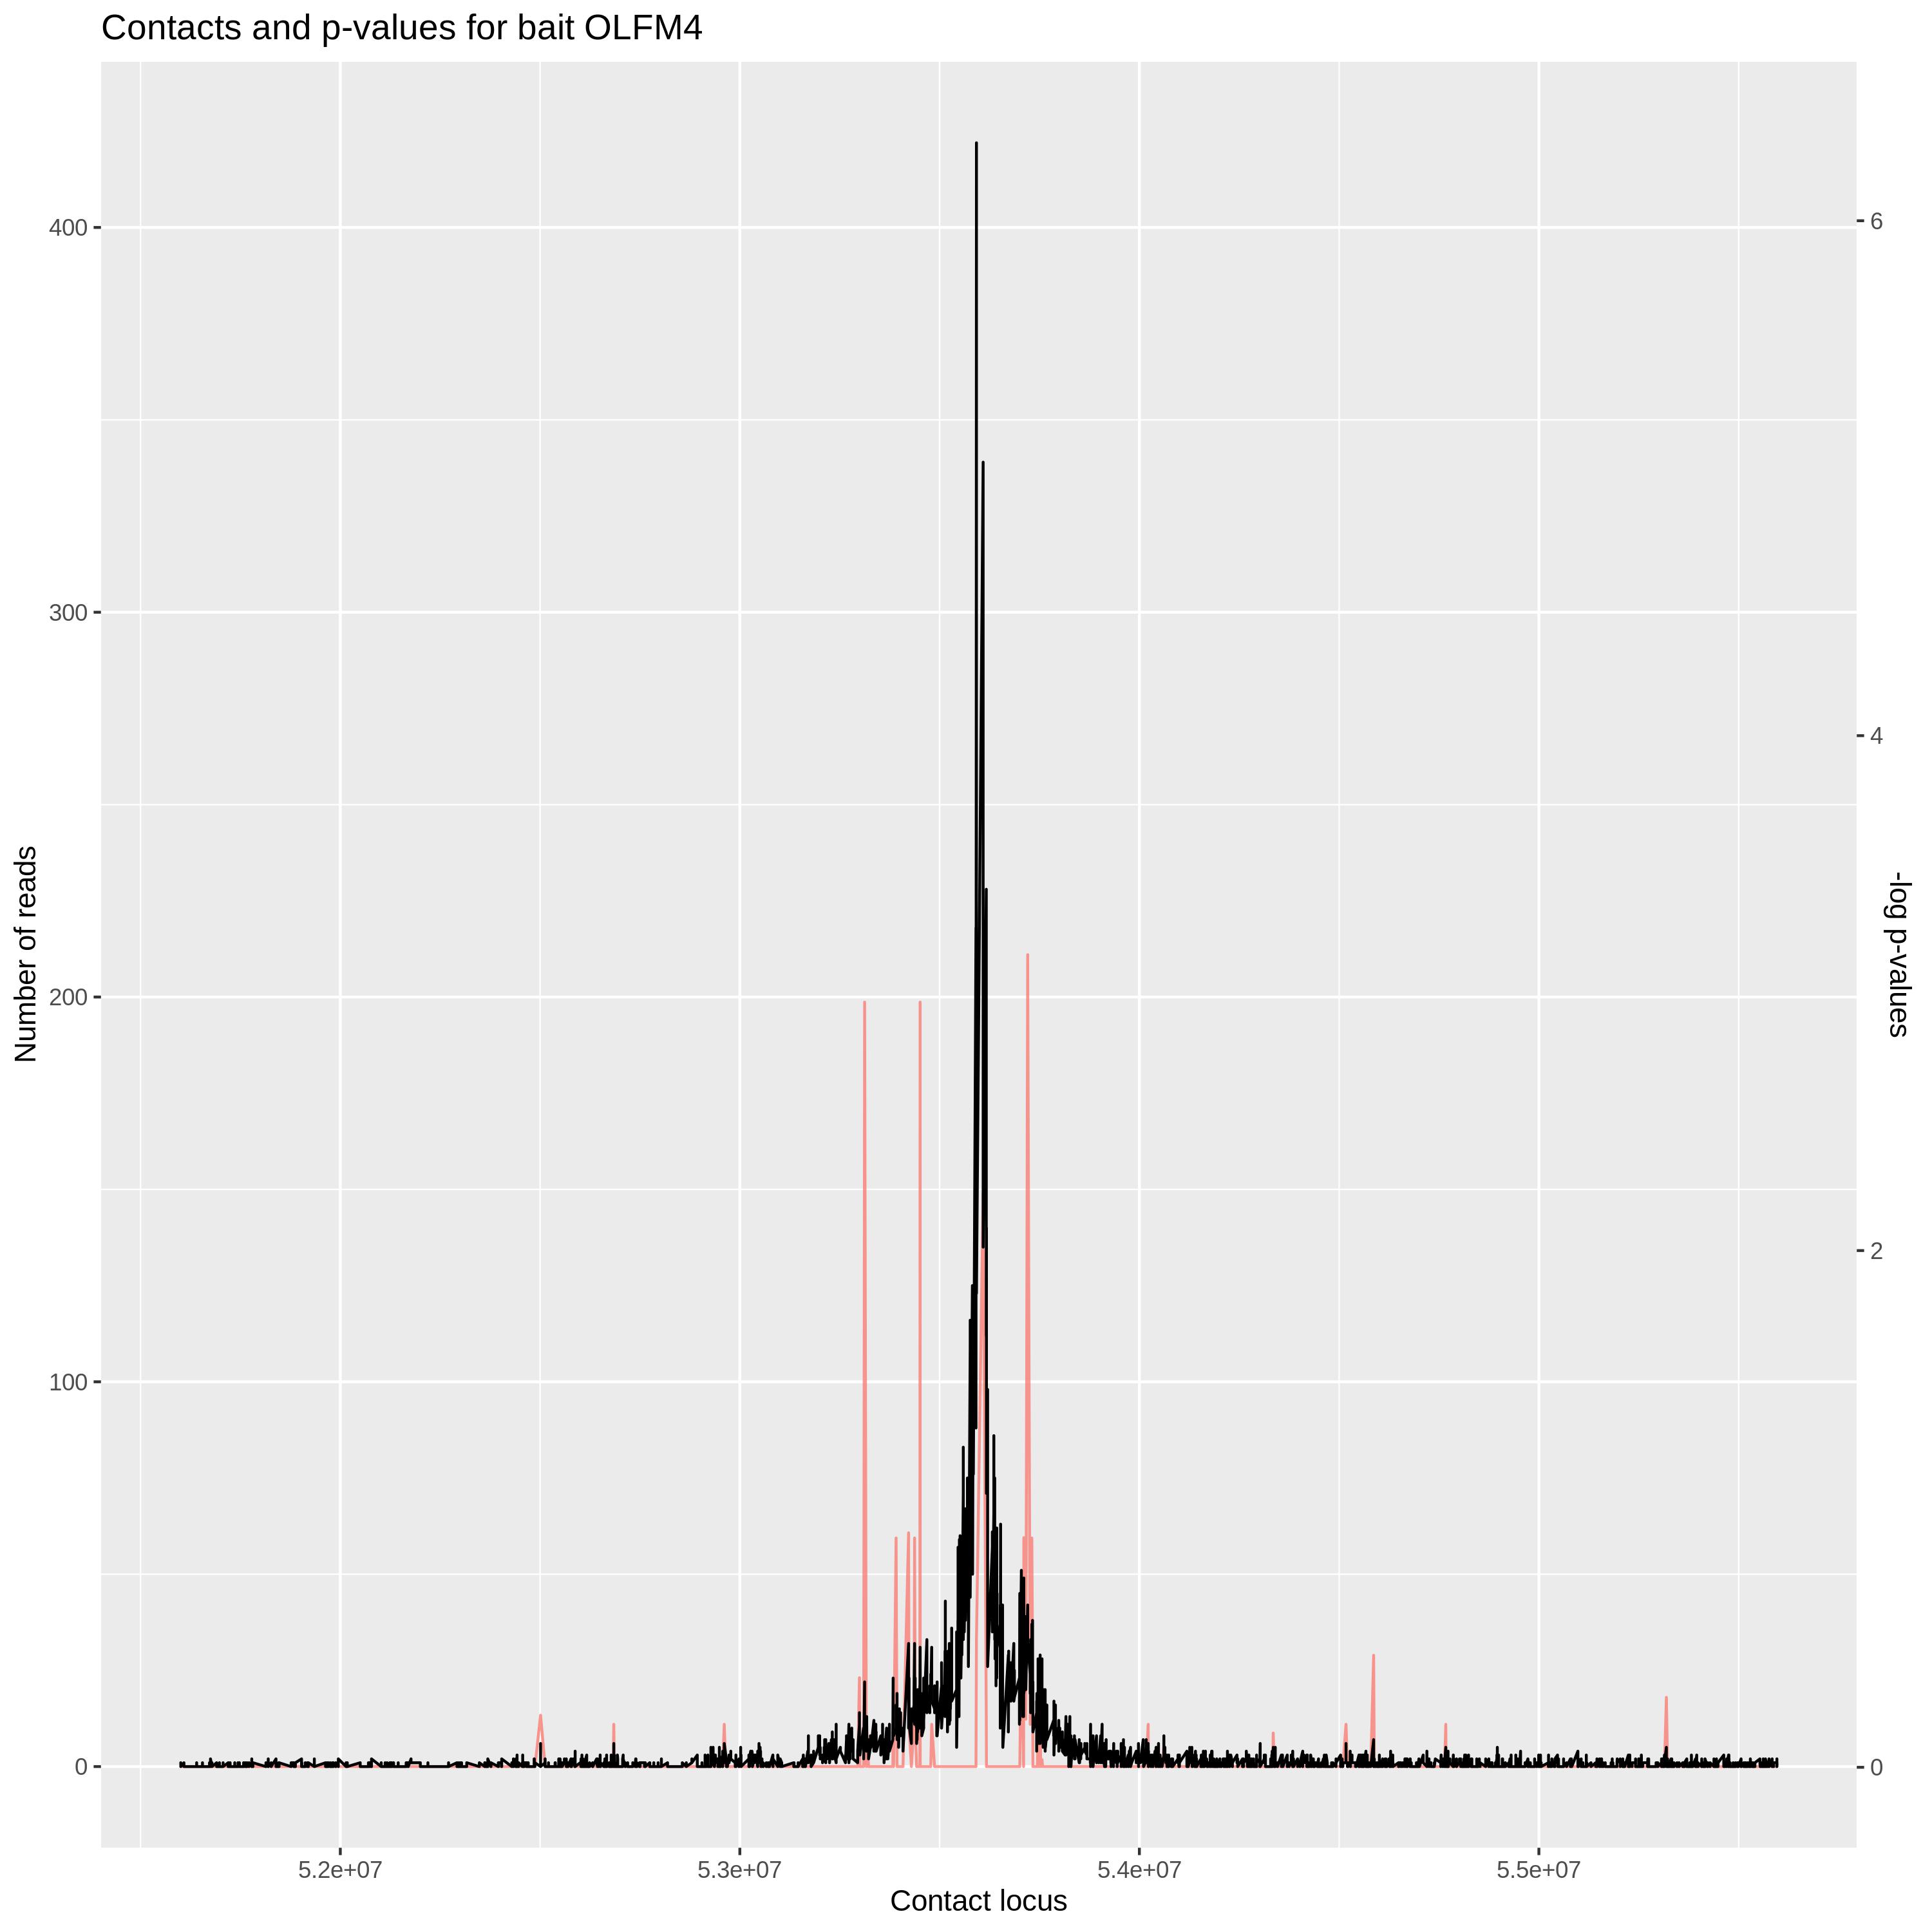 Contacts and p-values for bait OLFM4
400
300
200
100
0
Number of reads
6
4
2
0
-log p-values
5.2e+07
5.3e+07
5.4e+07
5.5e+07
Contact locus